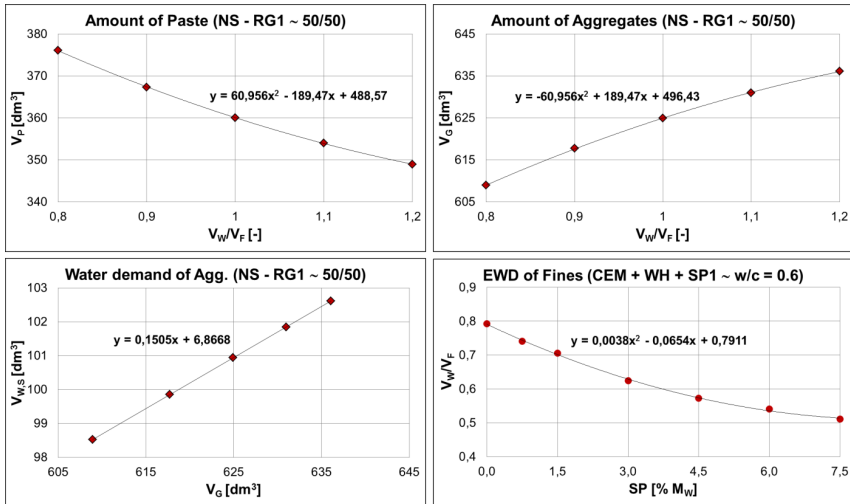 Amount of Paste (NS - RG1 ~ 50/50)
380
370
360
350
340
V_P [dm³]
y = 60,956x² - 189,47x + 488,57
0,8 0,9 1 1,1 1,2
V_W/V_F [-]
Amount of Aggregates (NS - RG1 ~ 50/50)
645
635
625
615
605
V_G [dm³]
y = -60,956x² + 189,47x + 496,43
0,8 0,9 1 1,1 1,2
V_W/V_F [-]
Water demand of Agg. (NS - RG1 ~ 50/50)
103
102
101
100
99
98
V_W,S [dm³]
y = 0,1505x + 6,8668
605 615 625 635 645
V_G [dm³]
EWD of Fines (CEM + WH + SP1 ~ w/c = 0.6)
0,9
0,8
0,7
0,6
0,5
0,4
V_W/V_F
y = 0,0038x² - 0,0654x + 0,7911
0,0 1,5 3,0 4,5 6,0 7,5
SP [% M_W]